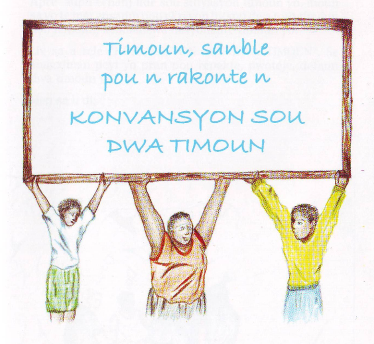 Timoun, sanble
pou n rakonte n
KONVANSYON SOU
DWA TIMOUN